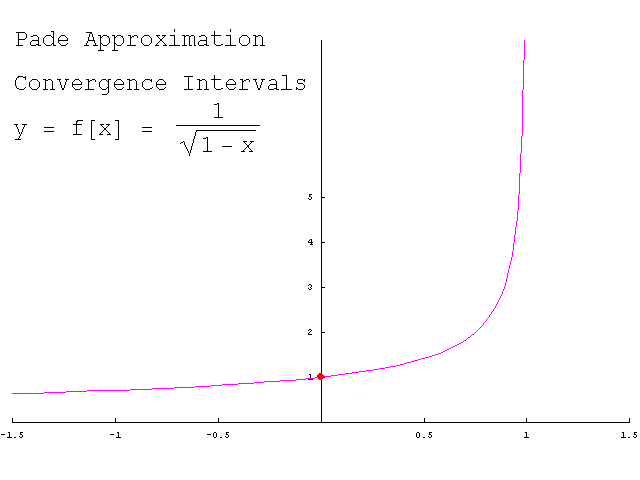 Pade Approximation
Convergence Intervals
y = f[x] = 1/√(1-x)
5
4
3
2
1
-1.5 -1 -0.5 0.5 1 1.5